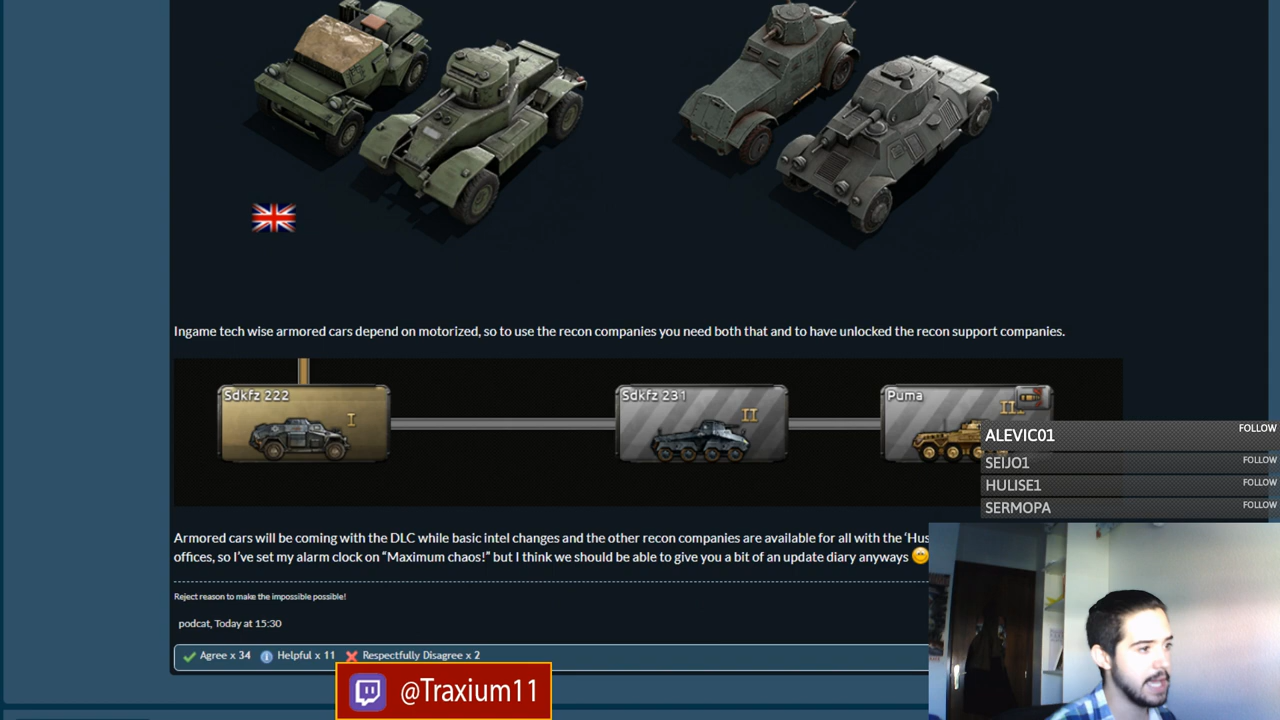 Ingame tech wise armored cars depend on motorized, so to use the recon companies you need both that and to have unlocked the recon support companies.
Sdkfz 222
I
Sdkfz 231
II
Puma
ALEVIC01 FOLLOW
SEIJO1 FOLLOW
HULISE1 FOLLOW
SERMOPA FOLLOW
Armored cars will be coming with the DLC while basic intel changes and the other recon companies are available for all with the ‘Hus
offices, so I’ve set my alarm clock on “Maximum chaos!” but I think we should be able to give you a bit of an update diary anyways
Reject reason to make the impossible possible!
podcat, Today at 15:30
Agree x 34 Helpful x 11 Respectfully Disagree x 2
@Traxium11